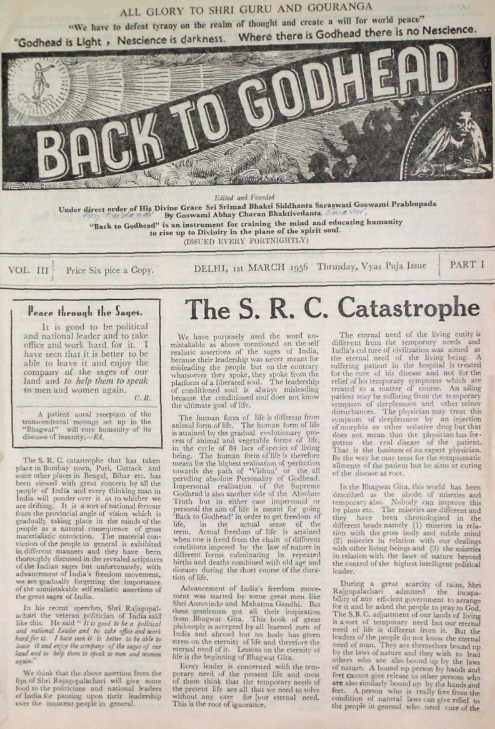 ALL GLORY TO SHRI GURU AND GOURANGA
"We have to defeat tyrany on the realm of thought and create a will for world peace"
"Godhead is Light, Nescience is darkness. Where there is Godhead there is no Nescience.
BACK TO GODHEAD
Edited and Founded
Under direct order of His Divine Grace Sri Srimad Bhakri Siddhanta Saraswati Goswami Prabhupada
By Goswami Abhay Charan Bhaktivedanta.
"Back to Godhead" is an instrument for training the mind and educating humanity
to rise up to Divinity in the plane of the spirit soul.
(ISSUED EVERY FORTNIGHTLY)
VOL. III Price Six pice a Copy. DELHI, 1st MARCH 1956 Thrusday, Vyas Puja Issue PART I
Peace through the Sages.
It is good to be political
and national leader and to take
office and work hard for it. I
have seen that it is better to be
able to leave it and enjoy the
company of the sages of our
land and to help them to speak
to men and women again.
C. R.
A patient aural reception of the
transcendental message set up in the
"Bhagwat" will cure humanity of its
diseases of insanity,—Ed.
The S.R.C. catastrophe that has taken
place in Bombay town, Puri, Cuttack and
some other places in Bengal, Bihar etc. has
been viewed with great concern by all the
people of India and every thinking man in
India will ponder over it as to whether we
are drifting. It is a sort of national favour
from the provincial angle of vision which is
gradually taking place in the minds of the
people as a natural consequence of gross
materialistic conviction. The material con-
viction of the people in general is exhibited
in different manners and they have been
thoroughly discussed in the revealed scriptures
of the Indian sages but unfortunately, with
advancement of India's freedom movement,
we are gradually forgetting the importance
of the unmistakable self realistic assertions of
the great sages of India.
In his recent speeches, Shri Rajagopal-
achari the veteran politician of India said
like this: He said "It is good to be a political
and national Leader and to take office and work
hard for it. I have seen it is better to be able to
leave it and enjoy the company of the sages of our
land and to help them to speak to men and women
again."
We think that the above assertion from the
lips of Shri Rajagopalachari will give some
food to the politicians and national leaders
of India for pausing upon their leadership
over the innocent people in general.
The S. R. C. Catastrophe
We have purposely used the word un-
mistakable as above mentioned on the self
realistic assertions of the sages of India,
because their leadership was never meant for
misleading the people but on the contrary
whatsoever they spoke, they spoke from the
platform of a liberated soul. The leadership
of conditioned soul is always misleading
because the conditioned soul does not know
the ultimate goal of life.
The human form of life is different from
animal form of life. The human form of life
is attained by the gradual evolutionary pro-
cess of animal and vegetable forms of life,
in the cycle of 84 lacs of species of living
beings. The human form of life is therefore
meant for the highest realisation of perfection
towards the path of "Vishnu" or the all
perviding absolute Personality of Godhead.
Impersonal realisation of the Supreme
Godhead is also another side of the Absolute
Truth but in either case impersonal or
personal the aim of life is meant for going
'Back to Godhead' in order to get freedom of
life, in the actual sense of the
term. Actual freedom of life is attained
when one is freed from the chain of different
conditions imposed by the law of nature in
different forms culminating in repeated
births and deaths combined with old age and
diseases during the short course of the dura-
tion of life.
Advancement of India's freedom move-
ment was started by some great men like
Shri Aurovindo and Mahatma Gandhi. But
these gentlemen got all their inspiration
from Bhagwat Gita. This book of great
philosophy is accepted by all learned men of
India and abroad but no body has given
stress on the eternity of life and therefore the
eternal need of it. Lessons on the eternity of
life is the beginning of Bhagwat Gita.
Every leader is concerned with the tem-
porary need of the present life and most
of them think that the temporary needs of
the present life are all that we need to solve
without any care for four eternal need.
This is the root of ignorance.
The eternal need of the living entity is
different from the temporary needs and
India's culture of civilization was aimed at
the eternal need of the living being. A
suffering patient in the hospital is treated
for the cure of his disease and not for the
relief of his temporary symptoms which are
treated as a matter of course. An ailing
patient may be suffering from the temporary
symptom of sleeplessness and other minor
disturbances. The physician may treat this
symptom of sleeplessness by an injection
of morphia or other sedative drug but that
does not mean that the physician has for-
gotten the real disease of the patient.
That is the business of an expert physician.
By the way he may treat for the sympomatic
ailments of the patient but he aims at curing
of the disease at root.
In the Bhagwat Gita, this world has been
described as the abode of miseries and
temporary also. Nobody can improve this
by plans etc. The miseries are different and
they have been chronologised in the
different heads namely (1) miseries in rela-
tion with the gross body and subtle mind
(2) miseries in relation with our dealings
with other living beings and (3) the miseries
in relation with the laws of nature beyond
the control of the highest intelligent political
leader.
During a great scarcity of rains, Shri
Rajagopalachari admitted the incapa-
bility of any efficient government to arrange
for it and he asked the people to pray to God.
The S.R.C. adjustment of our lands of living
is a sort of temporary need but our eternal
need of life is different from it. But the
leaders of the people do not know the eternal
need of man. They are themselves bound up
by the laws of nature and they wish to lead
others who are also bound up by the laws
of nature. A bound up person by hands and
feet cannot give release to other persons who
are also similarly bound up by the hands and
feets. A person who is really free from the
condition of natural laws can give relief to
the people in general who need cure of the